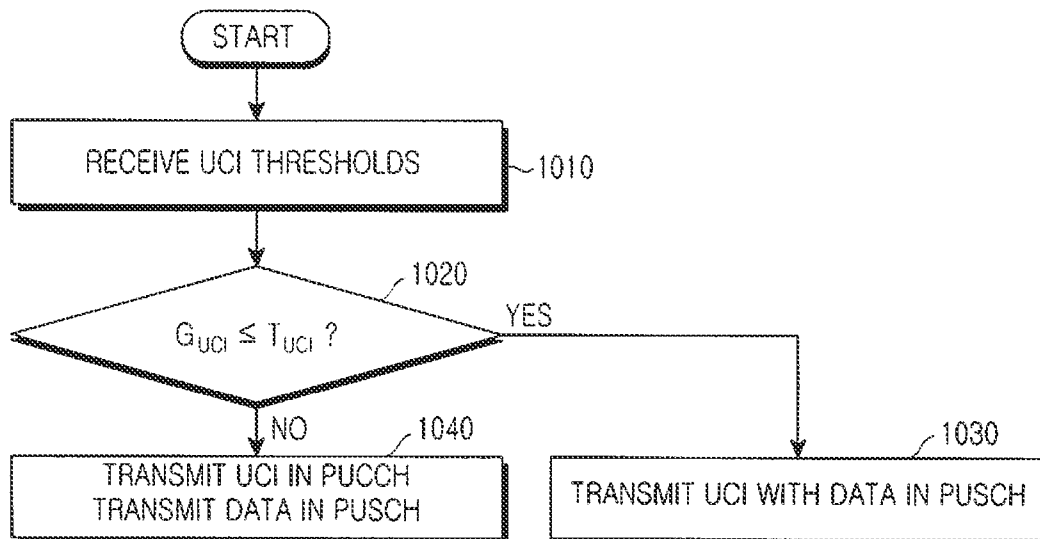 START
RECEIVE UCI THRESHOLDS
1010
1020
G_UCI ≤ T_UCI ?
YES
NO
1040
TRANSMIT UCI IN PUCCH
TRANSMIT DATA IN PUSCH
1030
TRANSMIT UCI WITH DATA IN PUSCH